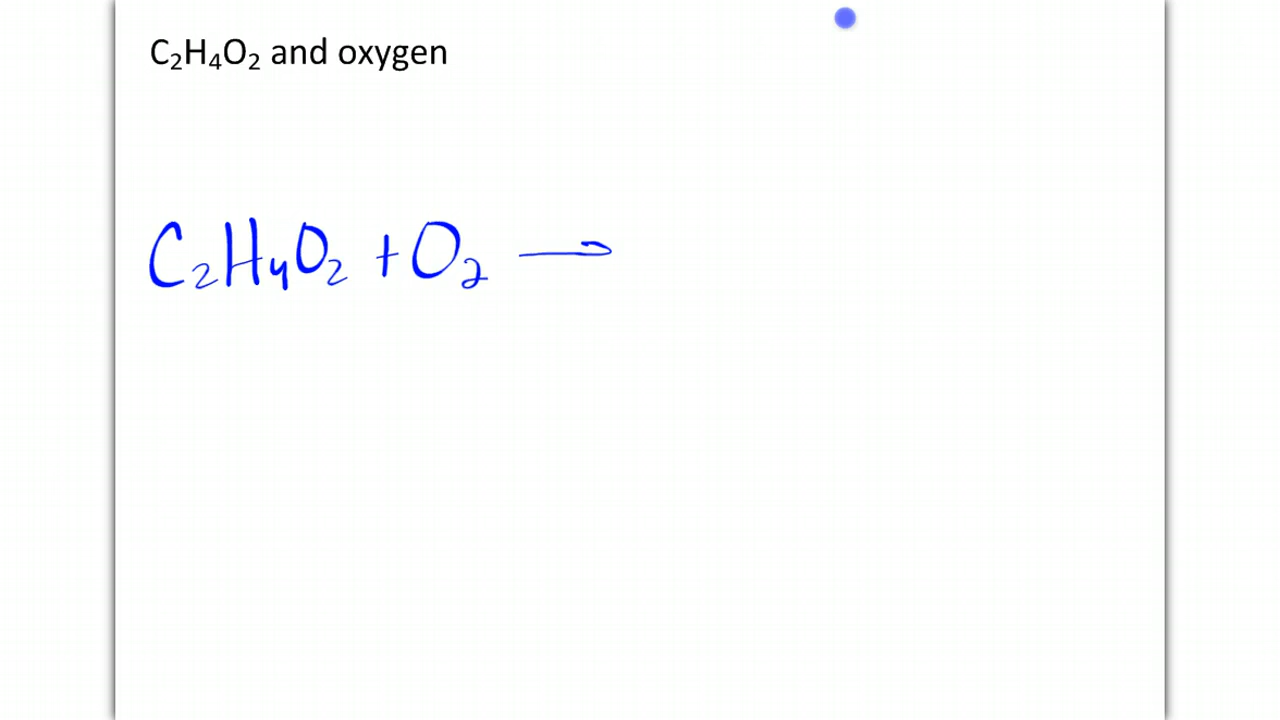 C₂H₄O₂ and oxygen
C₂H₄O₂ + O₂ →